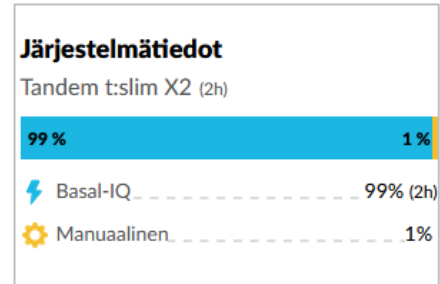 Järjestelmätiedot
Tandem t:slim X2 (2h)
99 % 1 %
Basal-IQ 99% (2h)
Manuaalinen 1%